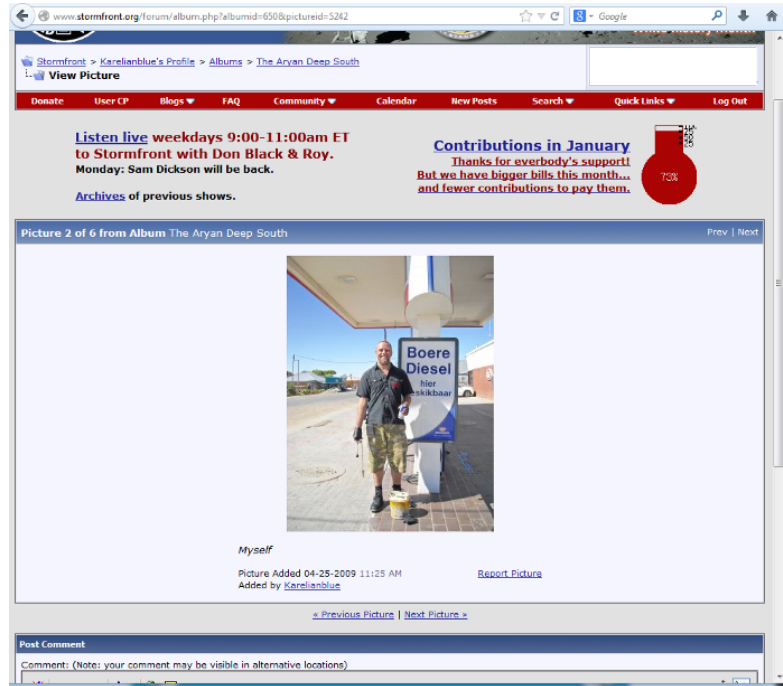 www.stormfront.org/forum/album.php?albumid=650&pictureid=5242
Google
Stormfront > Karelianblue's Profile > Albums > The Aryan Deep South
View Picture
Donate User CP Blogs FAQ Community Calendar New Posts Search Quick Links Log Out
Listen live weekdays 9:00-11:00am ET
to Stormfront with Don Black & Roy.
Monday: Sam Dickson will be back.
Archives of previous shows.
Contributions in January
Thanks for everbody's support!
But we have bigger bills this month...
and fewer contributions to pay them.
73%
Picture 2 of 6 from Album The Aryan Deep South
Prev | Next
Boere
Diesel
hier
eskikbaar
Myself
Picture Added 04-25-2009 11:25 AM
Added by Karelianblue
Report Picture
« Previous Picture | Next Picture »
Post Comment
Comment: (Note: your comment may be visible in alternative locations)